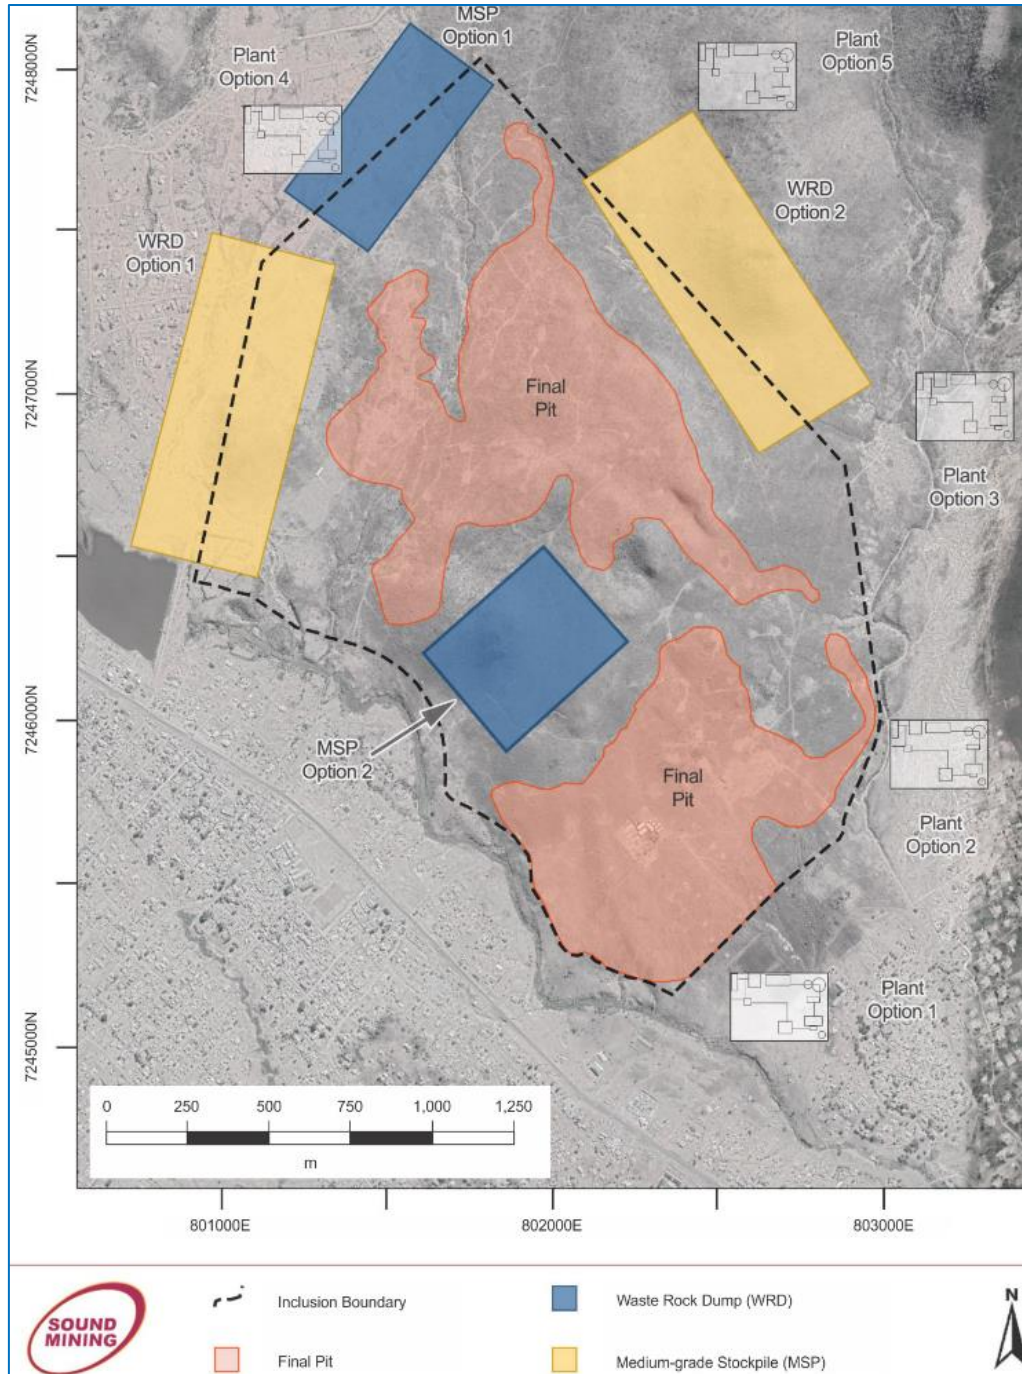 MSP
Option 1
Plant
Option 4
Plant
Option 5
7248000N
WRD
Option 2
WRD
Option 1
7247000N
Final
Pit
Plant
Option 3
7246000N
MSP
Option 2
Final
Pit
Plant
Option 2
Plant
Option 1
7245000N
0 250 500 750 1,000 1,250
m
801000E 802000E 803000E
SOUND
MINING
Inclusion Boundary
Waste Rock Dump (WRD)
N
Final Pit
Medium-grade Stockpile (MSP)